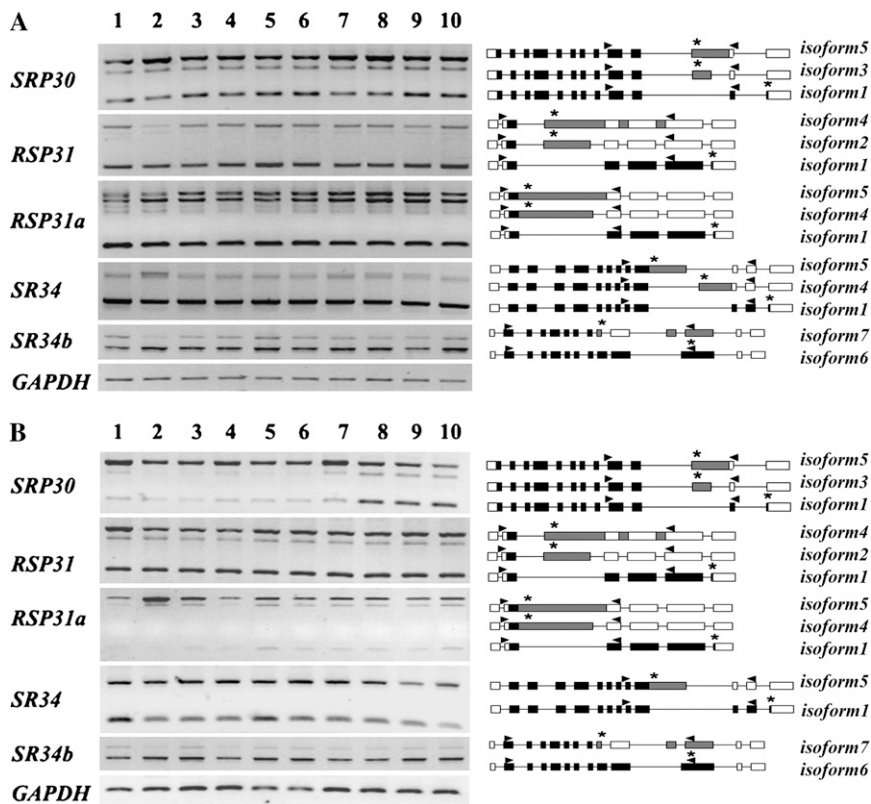 A
1 2 3 4 5 6 7 8 9 10
SRP30
* isoform5
* isoform3
* isoform1
RSP31
* isoform4
* isoform2
* isoform1
RSP31a
* isoform5
* isoform4
* isoform1
SR34
* isoform5
* isoform4
* isoform1
SR34b
* isoform7
* isoform6
GAPDH
B
1 2 3 4 5 6 7 8 9 10
SRP30
* isoform5
* isoform3
* isoform1
RSP31
* isoform4
* isoform2
* isoform1
RSP31a
* isoform5
* isoform4
* isoform1
SR34
* isoform5
* isoform1
SR34b
* isoform7
* isoform6
GAPDH